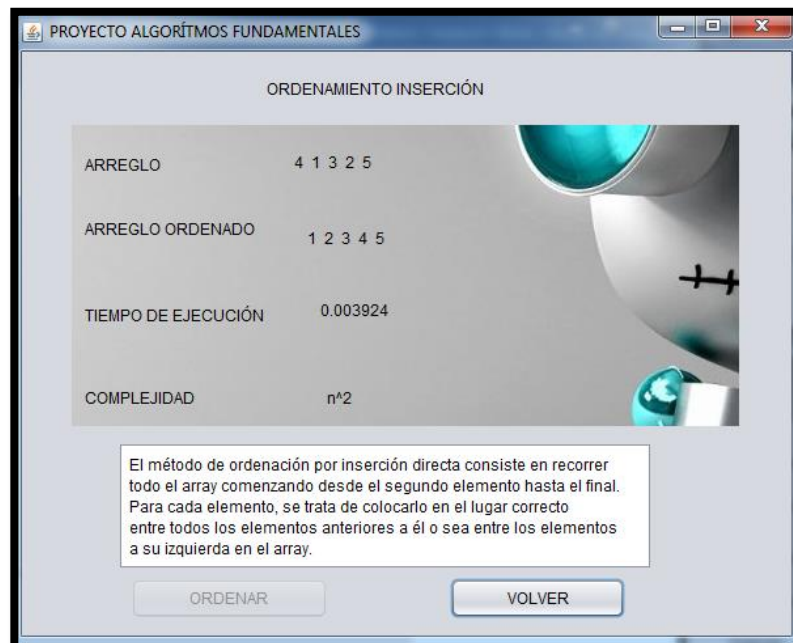 PROYECTO ALGORÍTMOS FUNDAMENTALES
ORDENAMIENTO INSERCIÓN
ARREGLO 4 1 3 2 5
ARREGLO ORDENADO 1 2 3 4 5
TIEMPO DE EJECUCIÓN 0.003924
COMPLEJIDAD n^2
El método de ordenación por inserción directa consiste en recorrer
todo el array comenzando desde el segundo elemento hasta el final.
Para cada elemento, se trata de colocarlo en el lugar correcto
entre todos los elementos anteriores a él o sea entre los elementos
a su izquierda en el array.
ORDENAR VOLVER